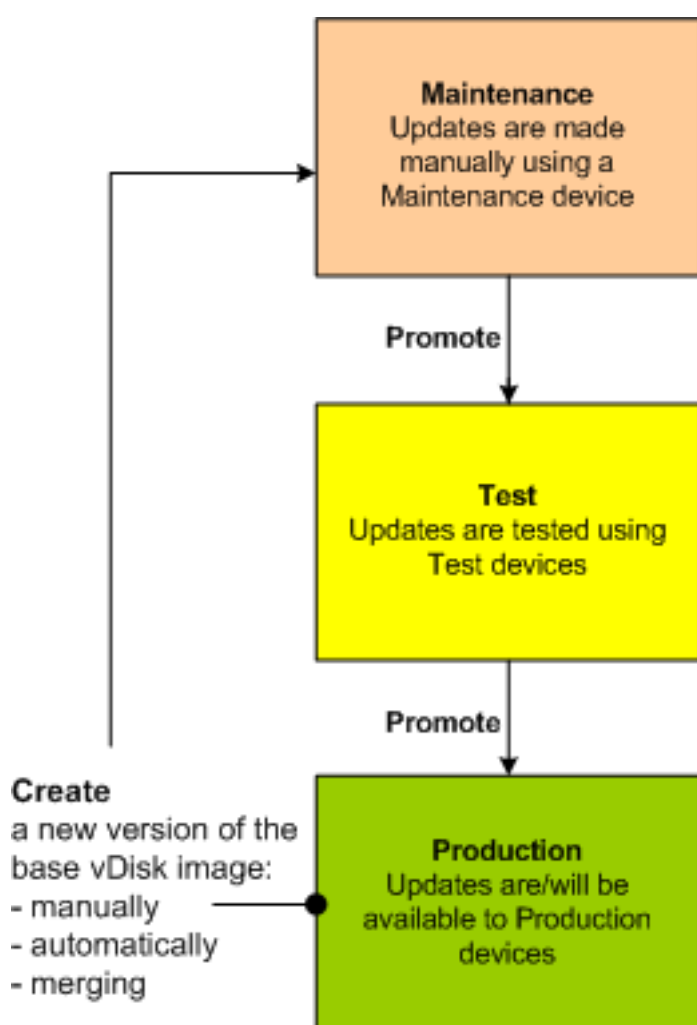 Maintenance
Updates are made
manually using a
Maintenance device
Promote
Test
Updates are tested using
Test devices
Promote
Create
a new version of the
base vDisk image:
- manually
- automatically
- merging
Production
Updates are/will be
available to Production
devices